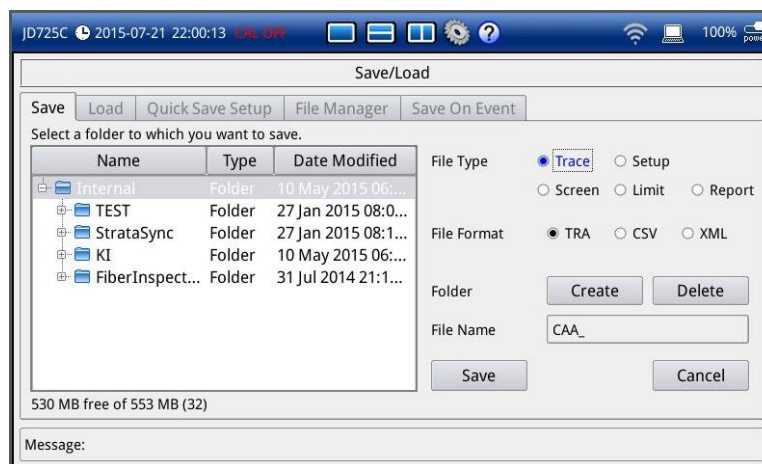 JD725C 2015-07-21 22:00:13 CAL OFF 100%
Save/Load
Save Load Quick Save Setup File Manager Save On Event
Select a folder to which you want to save.
Name Type Date Modified
Internal Folder 10 May 2015 06:...
TEST Folder 27 Jan 2015 08:0...
StrataSync Folder 27 Jan 2015 08:1...
KI Folder 10 May 2015 06:...
FiberInspect... Folder 31 Jul 2014 21:1...
530 MB free of 553 MB (32)
File Type Trace Setup
Screen Limit Report
File Format TRA CSV XML
Folder Create Delete
File Name CAA_
Save Cancel
Message: